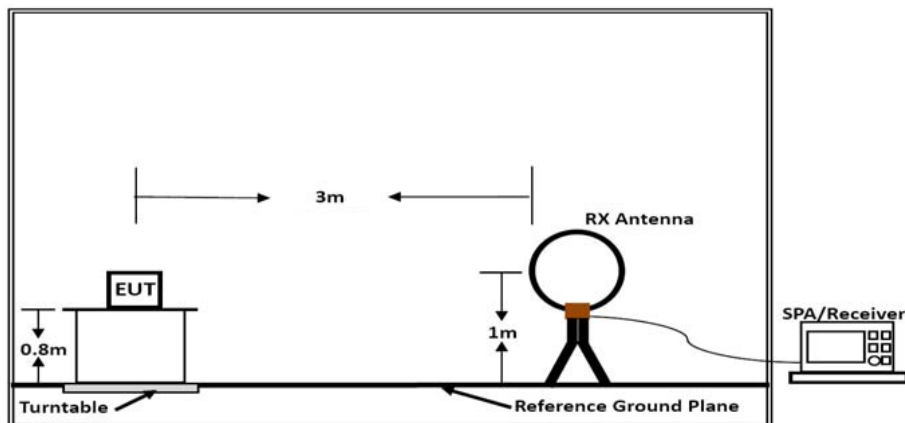 3m
RX Antenna
EUT
SPA/Receiver
0.8m
1m
Turntable
Reference Ground Plane